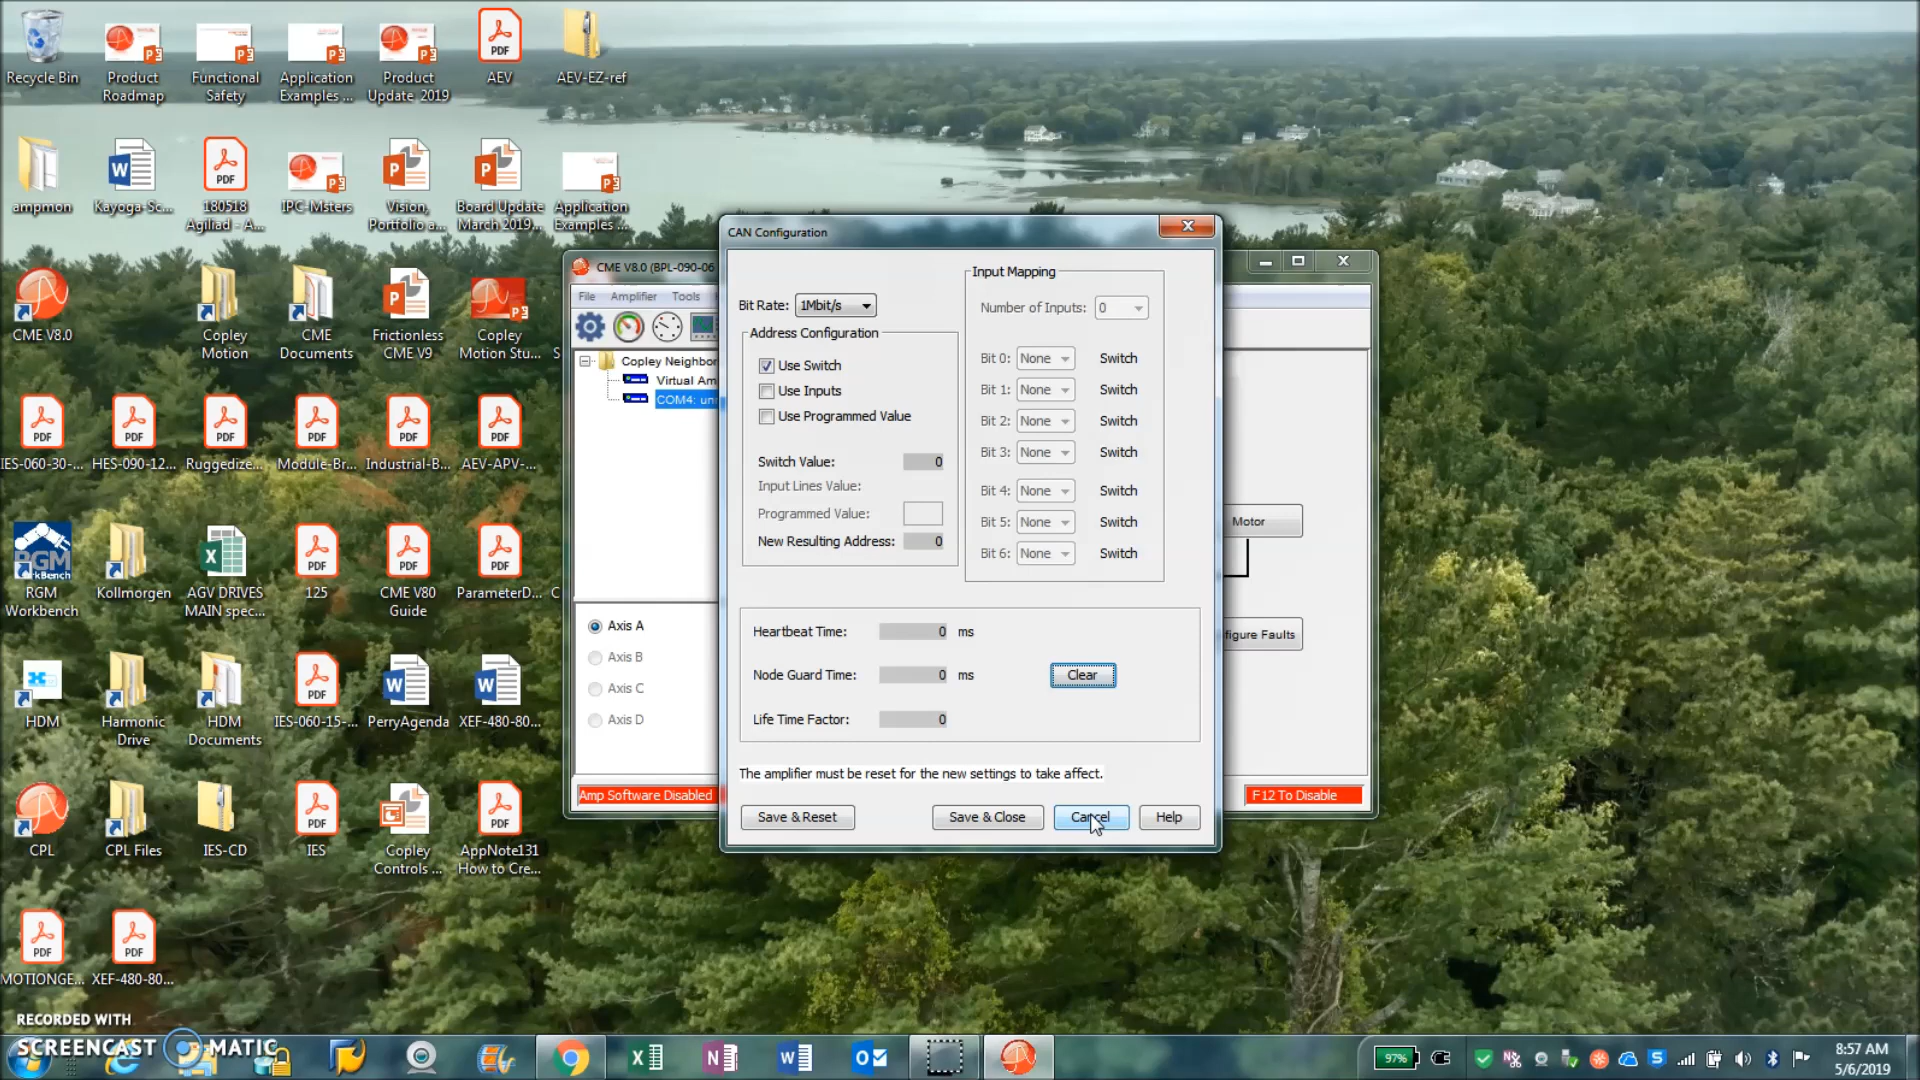 Recycle Bin
Product
Roadmap
Functional
Safety
Application
Examples ...
Product
Update_2019
AEV
AEV-EZ-ref
ampmon
Kayoga-Sc...
180518
Agiliad - A...
IPC-Msters
Vision,
Portfolio a...
Board Update
March 2019...
Application
Examples ...
CME V8.0
Copley
Motion
CME
Documents
Frictionless
CME V9
Copley
Motion Stu...
IES-060-30-...
HES-090-12...
Ruggedize...
Module-Br...
Industrial-B...
AEV-APV-...
RGM
Workbench
Kollmorgen
AGV DRIVES
MAIN spec...
125
CME V80
Guide
ParameterD...
HDM
Harmonic
Drive
HDM
Documents
IES-060-15-...
PerryAgenda
XEF-480-80...
CPL
CPL Files
IES-CD
IES
Copley
Controls ...
AppNote131
How to Cre...
MOTIONGE...
XEF-480-80...
CME V8.0 (BPL-090-06
File Amplifier Tools
Copley Neighbor
Virtual Am
COM4: un
Axis A
Axis B
Axis C
Axis D
Amp Software Disabled
Motor
figure Faults
F12 To Disable
CAN Configuration
Bit Rate: 1Mbit/s
Address Configuration
Use Switch
Use Inputs
Use Programmed Value
Switch Value: 0
Input Lines Value:
Programmed Value:
New Resulting Address: 0
Input Mapping
Number of Inputs: 0
Bit 0: None Switch
Bit 1: None Switch
Bit 2: None Switch
Bit 3: None Switch
Bit 4: None Switch
Bit 5: None Switch
Bit 6: None Switch
Heartbeat Time: 0 ms
Node Guard Time: 0 ms
Clear
Life Time Factor: 0
The amplifier must be reset for the new settings to take affect.
Save & Reset Save & Close Cancel Help
RECORDED WITH
SCREENCAST MATIC
97%
8:57 AM
5/6/2019